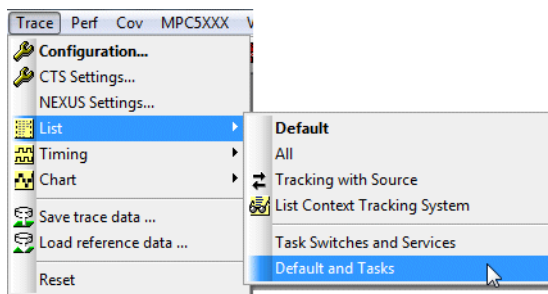 Trace Perf Cov MPC5XXX
Configuration...
CTS Settings...
NEXUS Settings...
List
Timing
Chart
Save trace data ...
Load reference data ...
Reset
Default
All
Tracking with Source
List Context Tracking System
Task Switches and Services
Default and Tasks